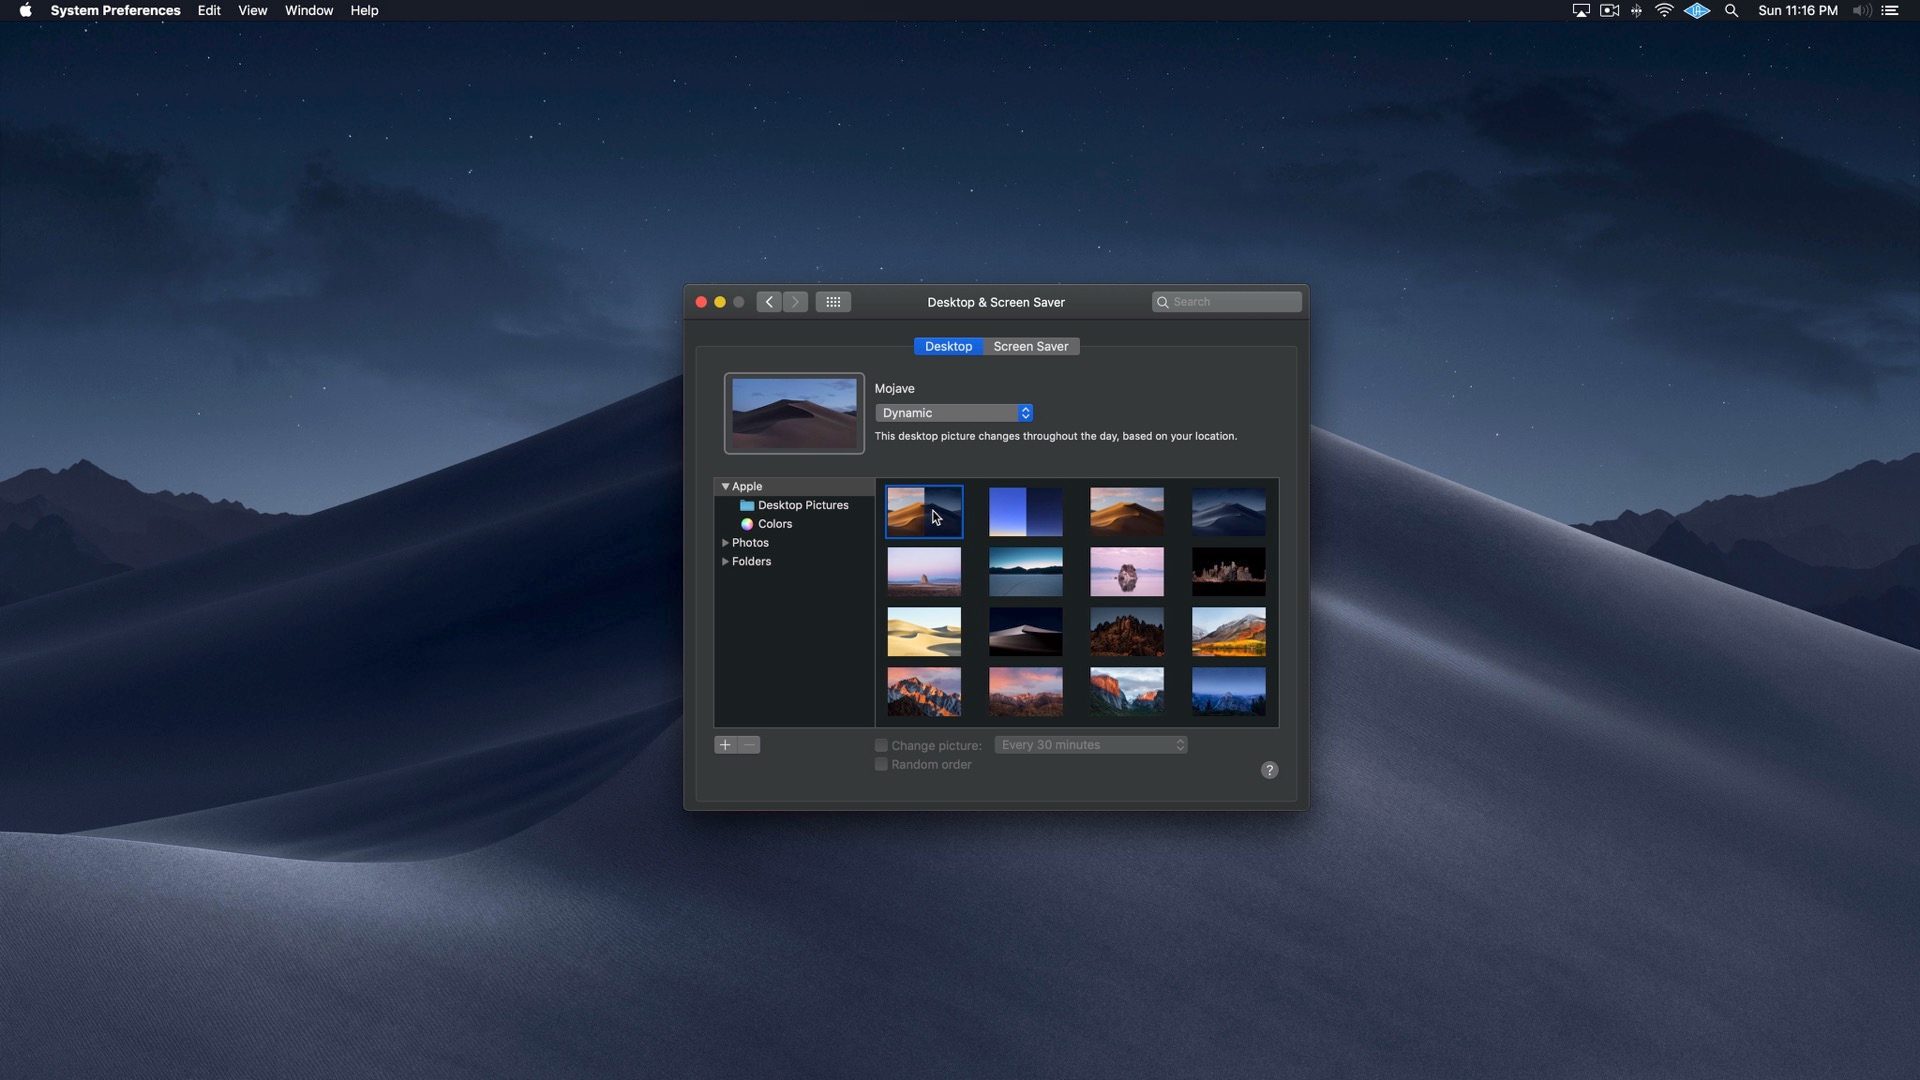 System Preferences Edit View Window Help Sun 11:16 PM
Desktop & Screen Saver Search
Desktop Screen Saver
Mojave
Dynamic
This desktop picture changes throughout the day, based on your location.
Apple
Desktop Pictures
Colors
Photos
Folders
+ − Change picture: Every 30 minutes
Random order
?